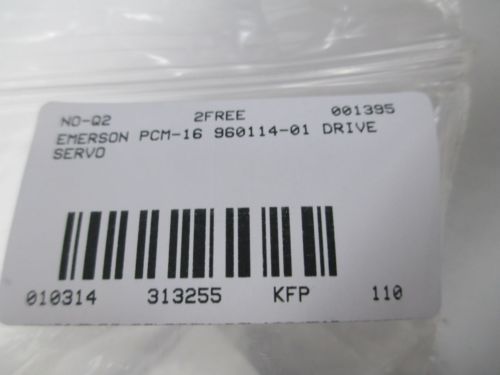 NO-Q2 2FREE 001395
EMERSON PCM-16 960114-01 DRIVE
SERVO
010314 313255 KFP 110